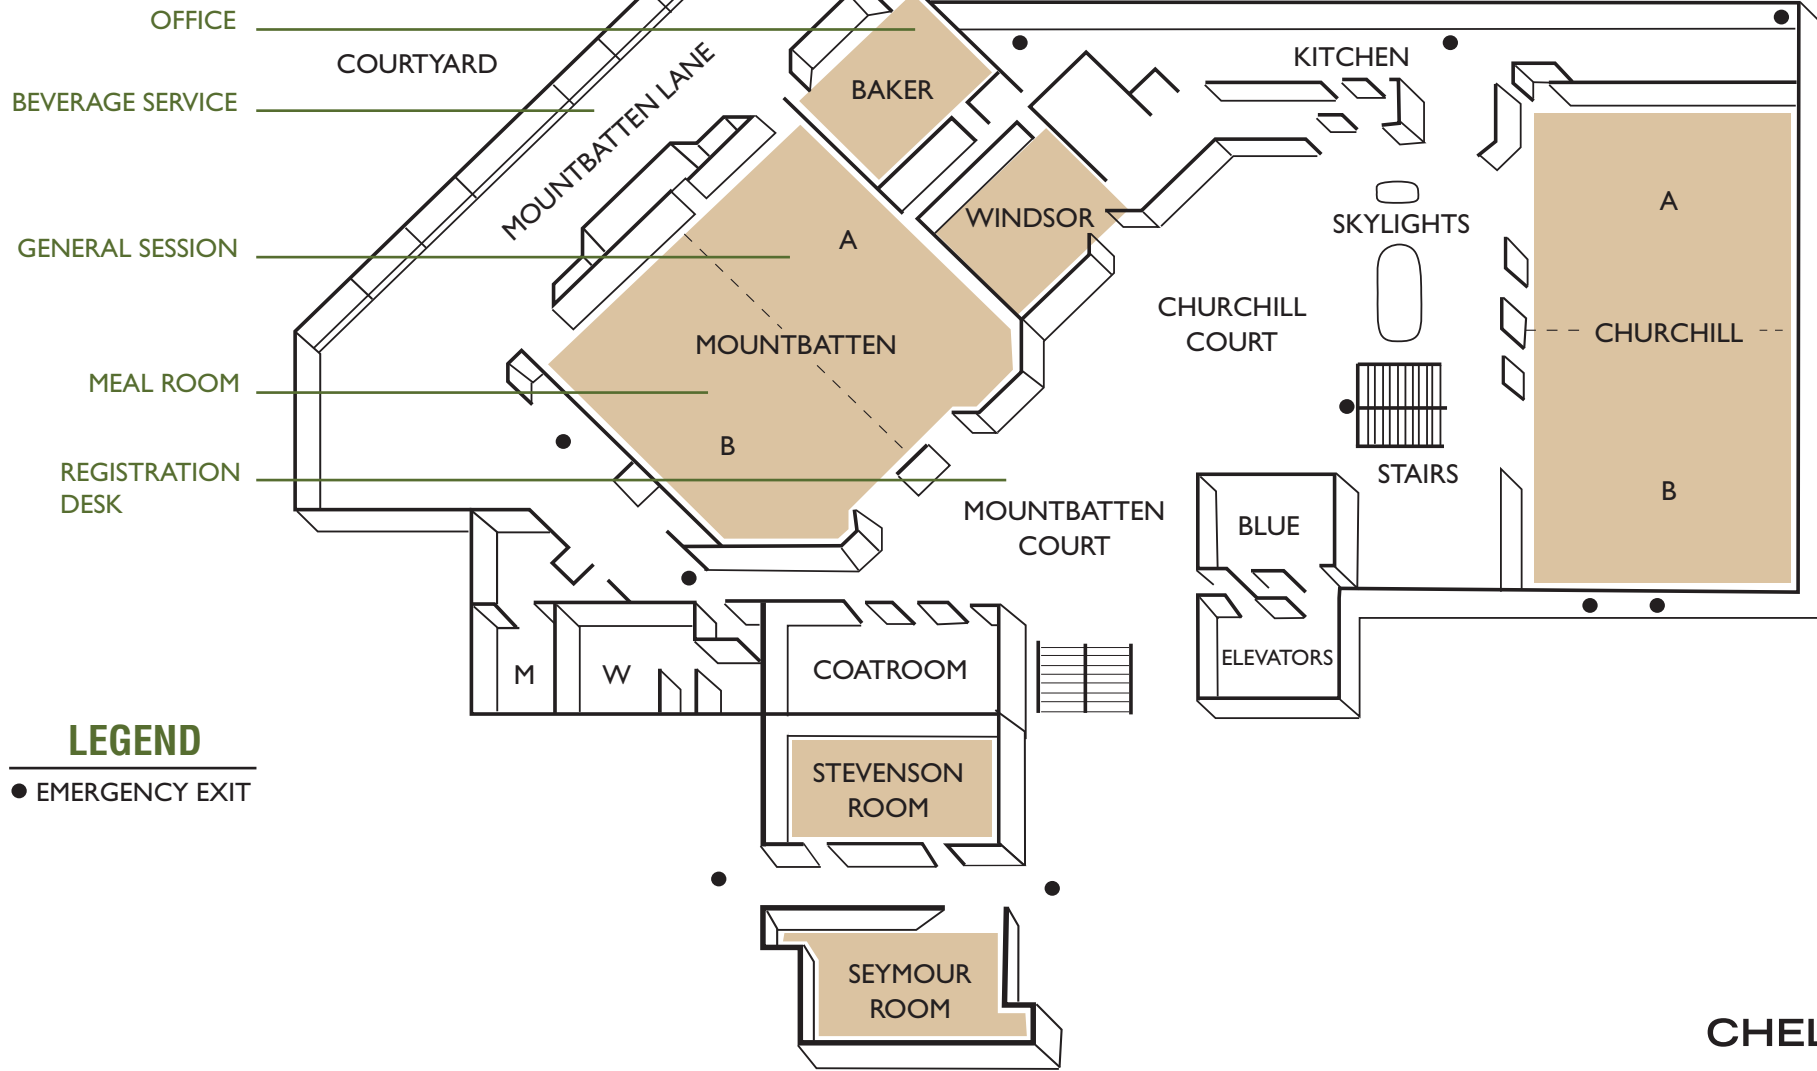 OFFICE
COURTYARD
KITCHEN
BEVERAGE SERVICE
MOUNTBATTEN LANE
BAKER
A
WINDSOR
SKYLIGHTS
GENERAL SESSION
A
CHURCHILL
COURT
MOUNTBATTEN
CHURCHILL
MEAL ROOM
B
REGISTRATION
DESK
STAIRS
B
MOUNTBATTEN
COURT
BLUE
ELEVATORS
M
W
COATROOM
LEGEND
EMERGENCY EXIT
STEVENSON
ROOM
SEYMOUR
ROOM